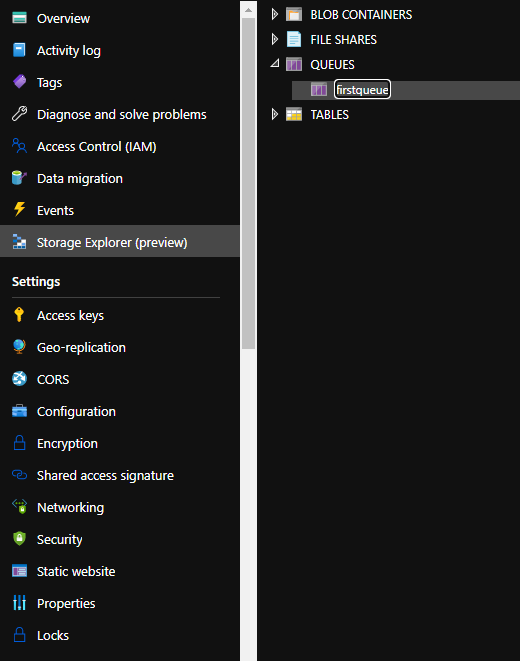 Overview
Activity log
Tags
Diagnose and solve problems
Access Control (IAM)
Data migration
Events
Storage Explorer (preview)
Settings
Access keys
Geo-replication
CORS
Configuration
Encryption
Shared access signature
Networking
Security
Static website
Properties
Locks
BLOB CONTAINERS
FILE SHARES
QUEUES
firstqueue
TABLES